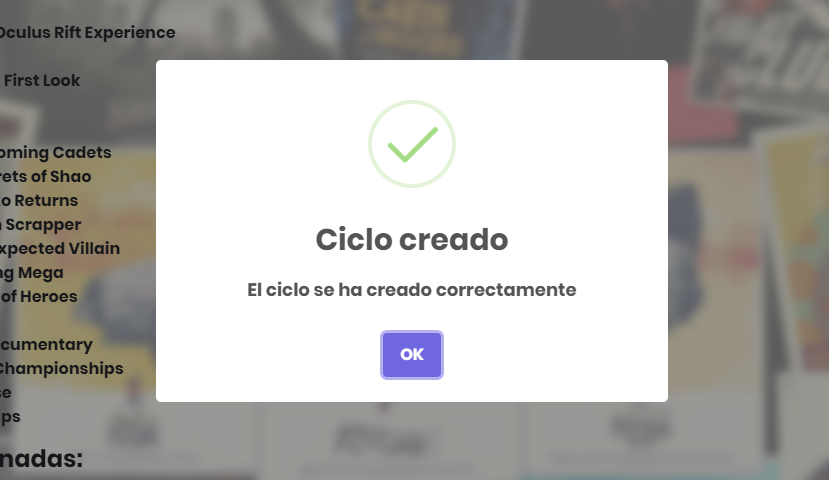 Oculus Rift Experience
First Look
oming Cadets
rets of Shao
o Returns
Scrapper
xpected Villain
ng Mega
of Heroes
cumentary
Championships
se
ps
nadas:
Ciclo creado
El ciclo se ha creado correctamente
OK